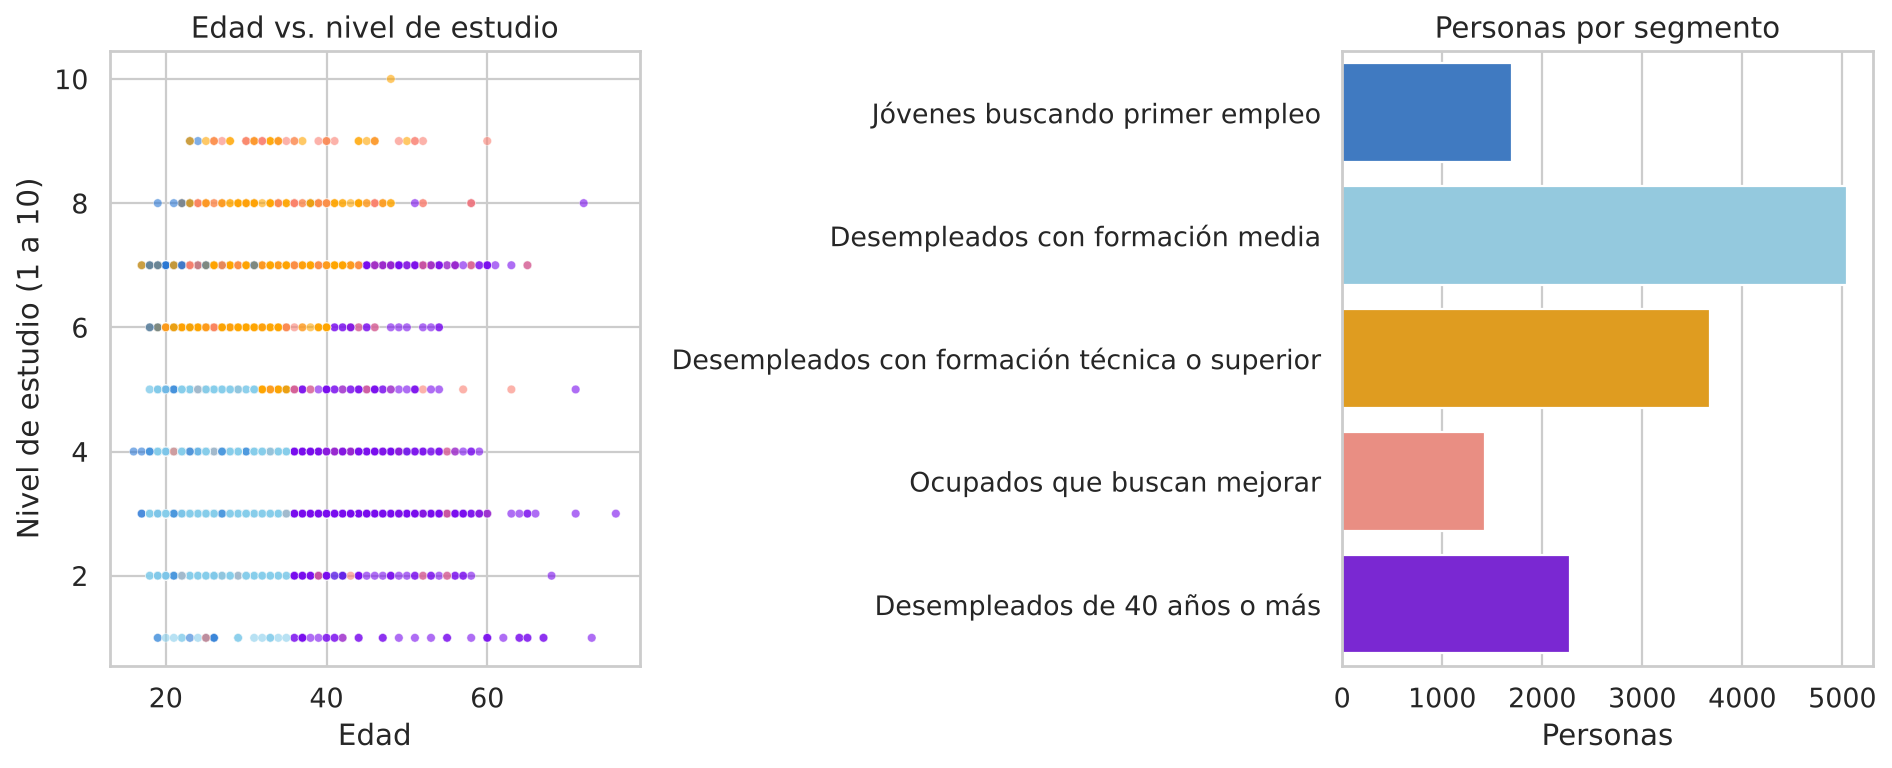 Edad vs. nivel de estudio
Nivel de estudio (1 a 10)
10
8
6
4
2
20 40 60
Edad
Personas por segmento
Jóvenes buscando primer empleo
Desempleados con formación media
Desempleados con formación técnica o superior
Ocupados que buscan mejorar
Desempleados de 40 años o más
0 1000 2000 3000 4000 5000
Personas